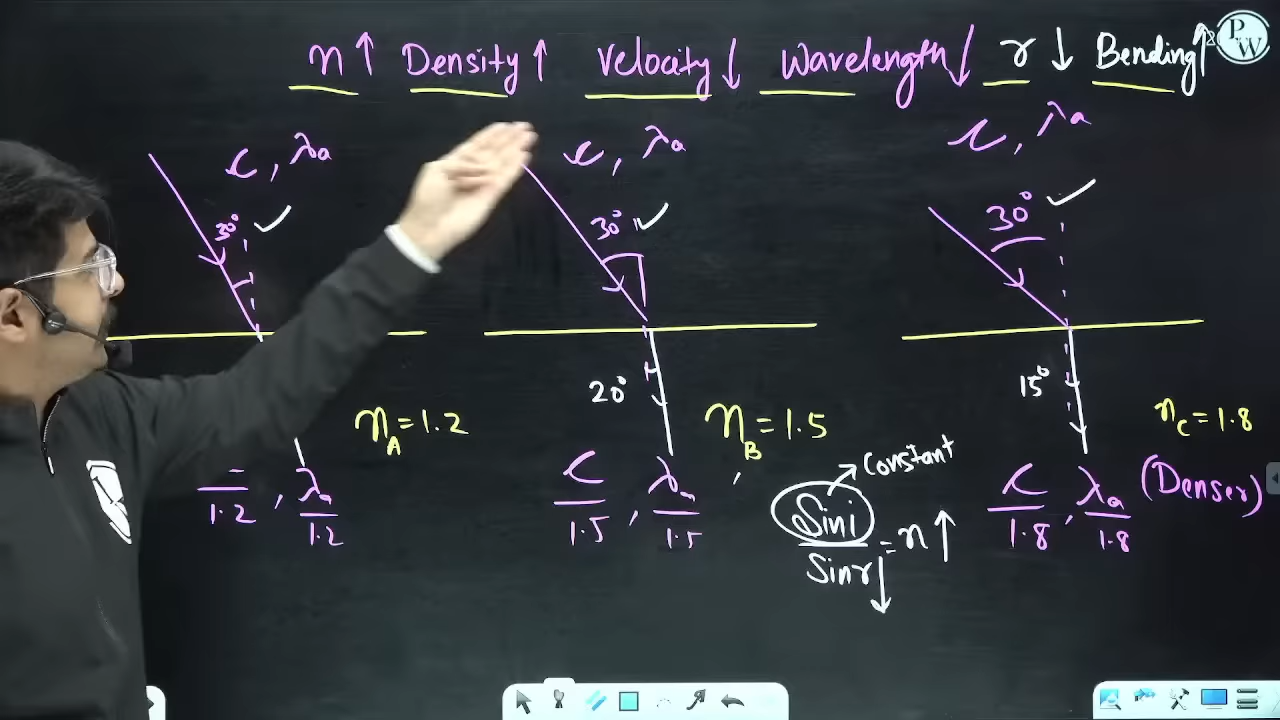 n↑ Density↑ Velocity↓ Wavelength↓ r↓ Bending↑
PW
c, λa
c, λa
c, λa
30°
30°
30°
20°
15°
nA = 1.2
nB = 1.5
nC = 1.8
1.2, λa/1.2
c/1.5, λa/1.5
c/1.8, λa/1.8
(Denser)
Constant
Sini/Sinr↓ = n↑